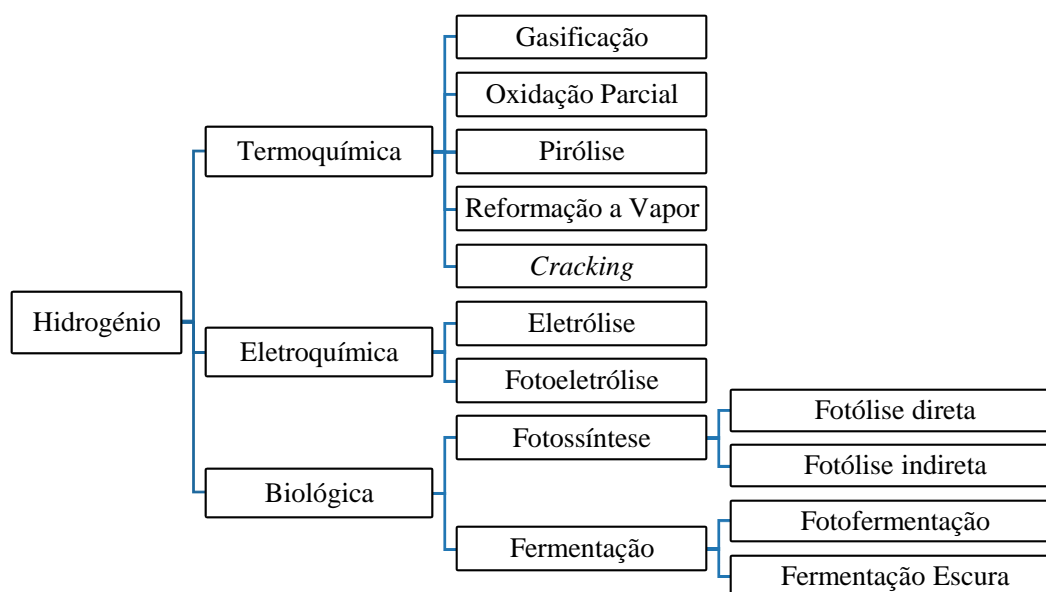 Gasificação
Oxidação Parcial
Termoquímica
Pirólise
Reformação a Vapor
Cracking
Hidrogénio
Eletrólise
Eletroquímica
Fotoeletrólise
Fotólise direta
Fotossíntese
Fotólise indireta
Biológica
Fotofermentação
Fermentação
Fermentação Escura